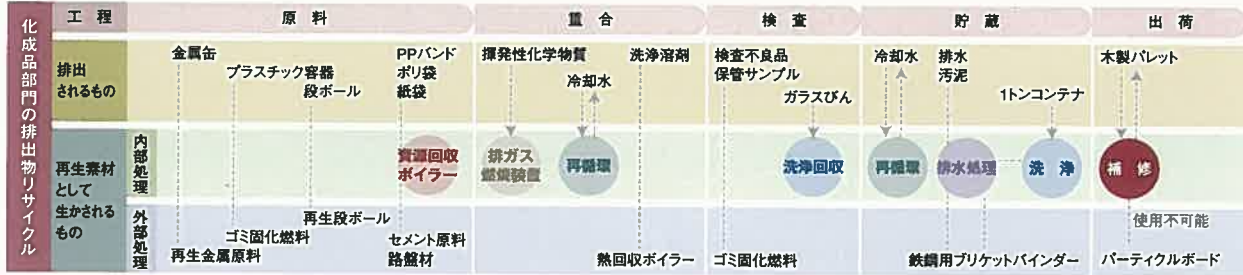 化成品部門の排出物リサイクル
工程
原料
重合
検査
貯蔵
出荷
排出
されるもの
金属缶
プラスチック容器
段ボール
PPバンド
ポリ袋
紙袋
揮発性化学物質
冷却水
洗浄溶剤
検査不良品
保管サンプル
ガラスびん
冷却水
排水
汚泥
1トンコンテナ
木製パレット
再生素材
として
生かされる
もの
内部処理
資源回収
ボイラー
排ガス
燃焼装置
再循環
洗浄回収
再循環
排水処理
洗浄
補修
外部処理
再生金属原料
ゴミ固化燃料
再生段ボール
セメント原料
路盤材
熱回収ボイラー
ゴミ固化燃料
鉄鋼用ブリケットバインダー
使用不可能
パーティクルボード